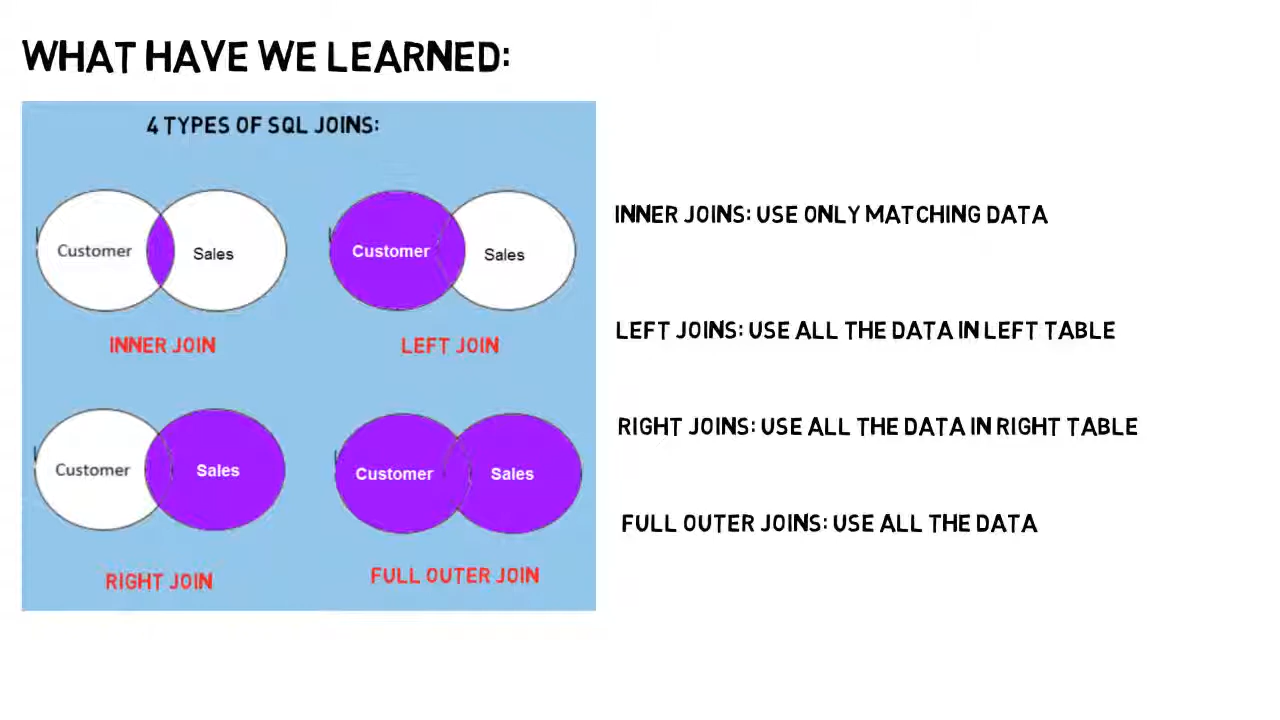 WHAT HAVE WE LEARNED:
4 TYPES OF SQL JOINS:
Customer
Sales
INNER JOIN
Customer
Sales
LEFT JOIN
Customer
Sales
RIGHT JOIN
Customer
Sales
FULL OUTER JOIN
INNER JOINS: USE ONLY MATCHING DATA
LEFT JOINS: USE ALL THE DATA IN LEFT TABLE
RIGHT JOINS: USE ALL THE DATA IN RIGHT TABLE
FULL OUTER JOINS: USE ALL THE DATA